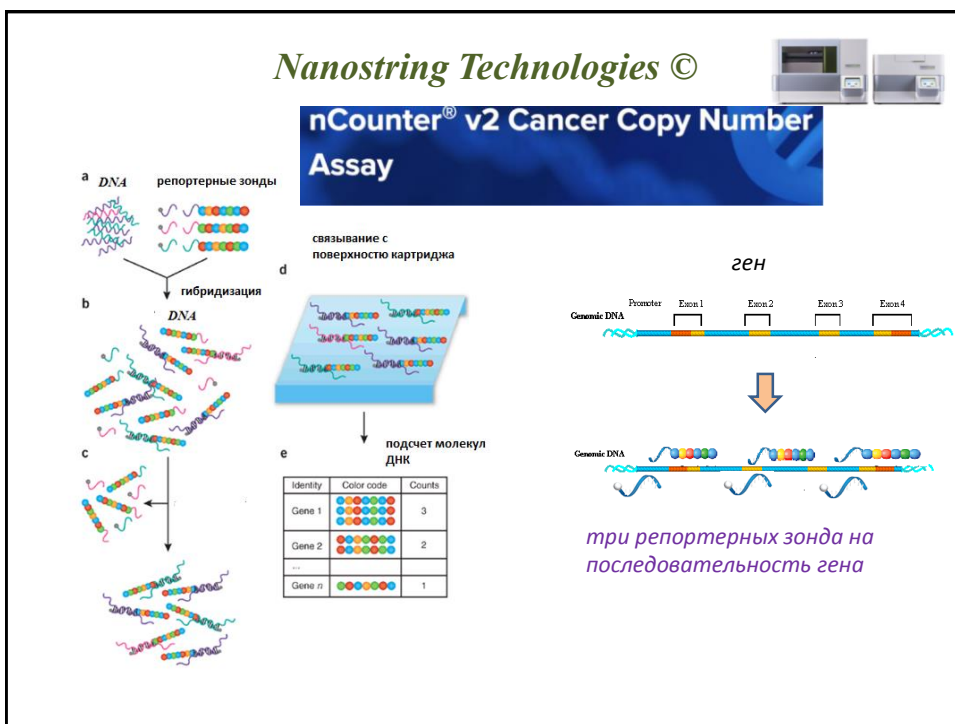 Nanostring Technologies ©
nCounter® v2 Cancer Copy Number
Assay
a
DNA
репортерные зонды
гибридизация
b
DNA
c
связывание с
поверхностю картриджа
d
подсчет молекул
ДНК
e
Identity Color code Counts
Gene 1 3
Gene 2 2
...
Gene n 1
ген
Promoter Exon 1 Exon 2 Exon 3 Exon 4
Genomic DNA
Genomic DNA
три репортерных зонда на
последовательность гена